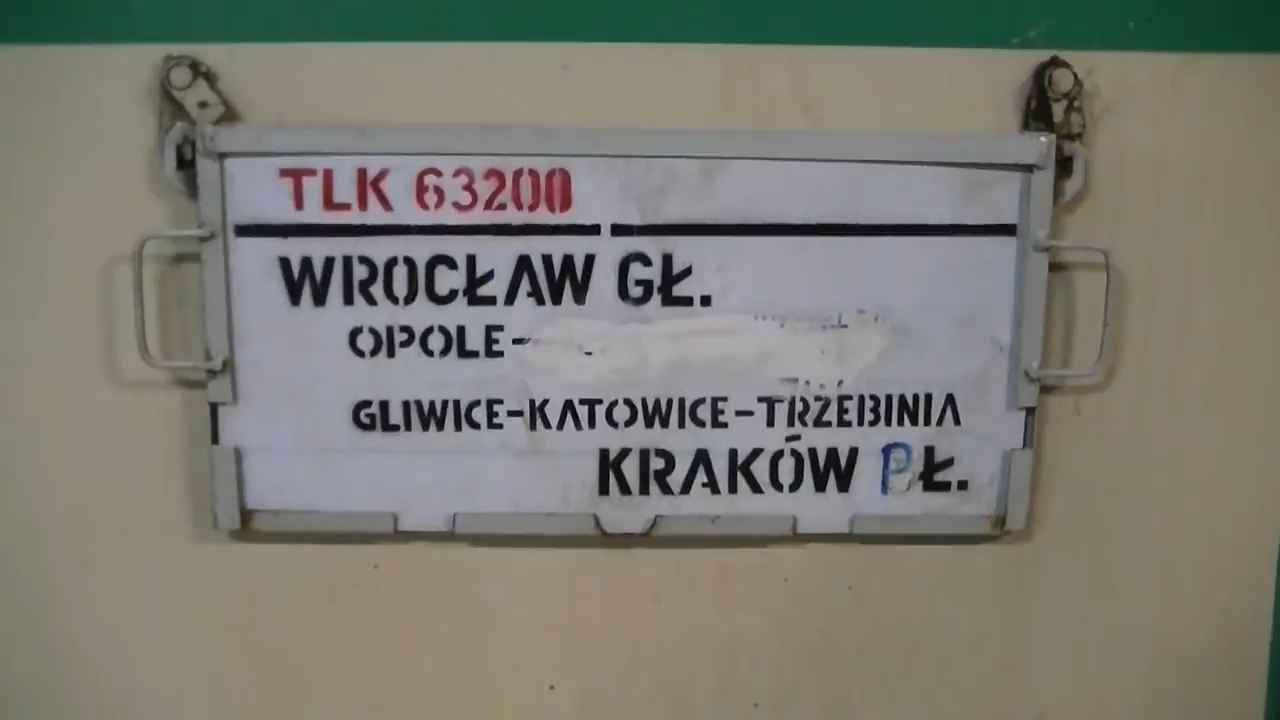 TLK 63200
WROCŁAW GŁ.
OPOLE-
GLIWICE-KATOWICE-TRZEBINIA
KRAKÓW PŁ.